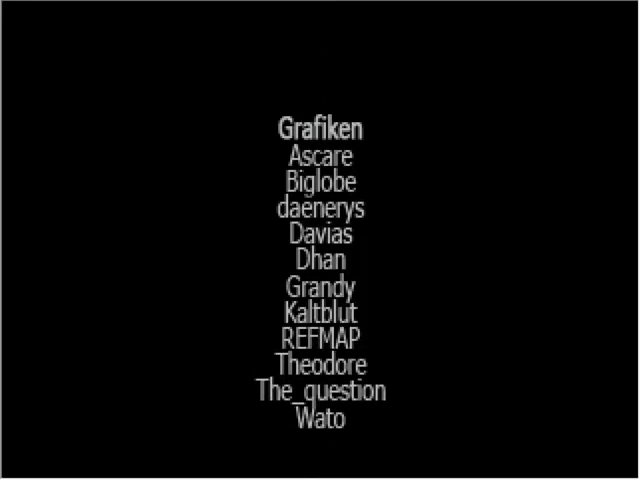 Grafiken
Ascare
Biglobe
daenerys
Davias
Dhan
Grandy
Kaltblut
REFMAP
Theodore
The_question
Wato